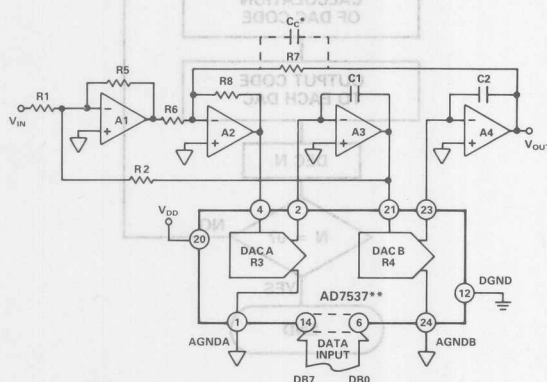 Cc*
R7
R5
R8
C1
C2
R1
R6
VIN
A1
A2
A3
A4
VOUT
R2
VDD
4
2
21
23
20
DAC A
R3
DAC B
R4
DGND
12
AD7537**
1
14
6
24
AGNDA
DATA
INPUT
AGNDB
DB7
DB0